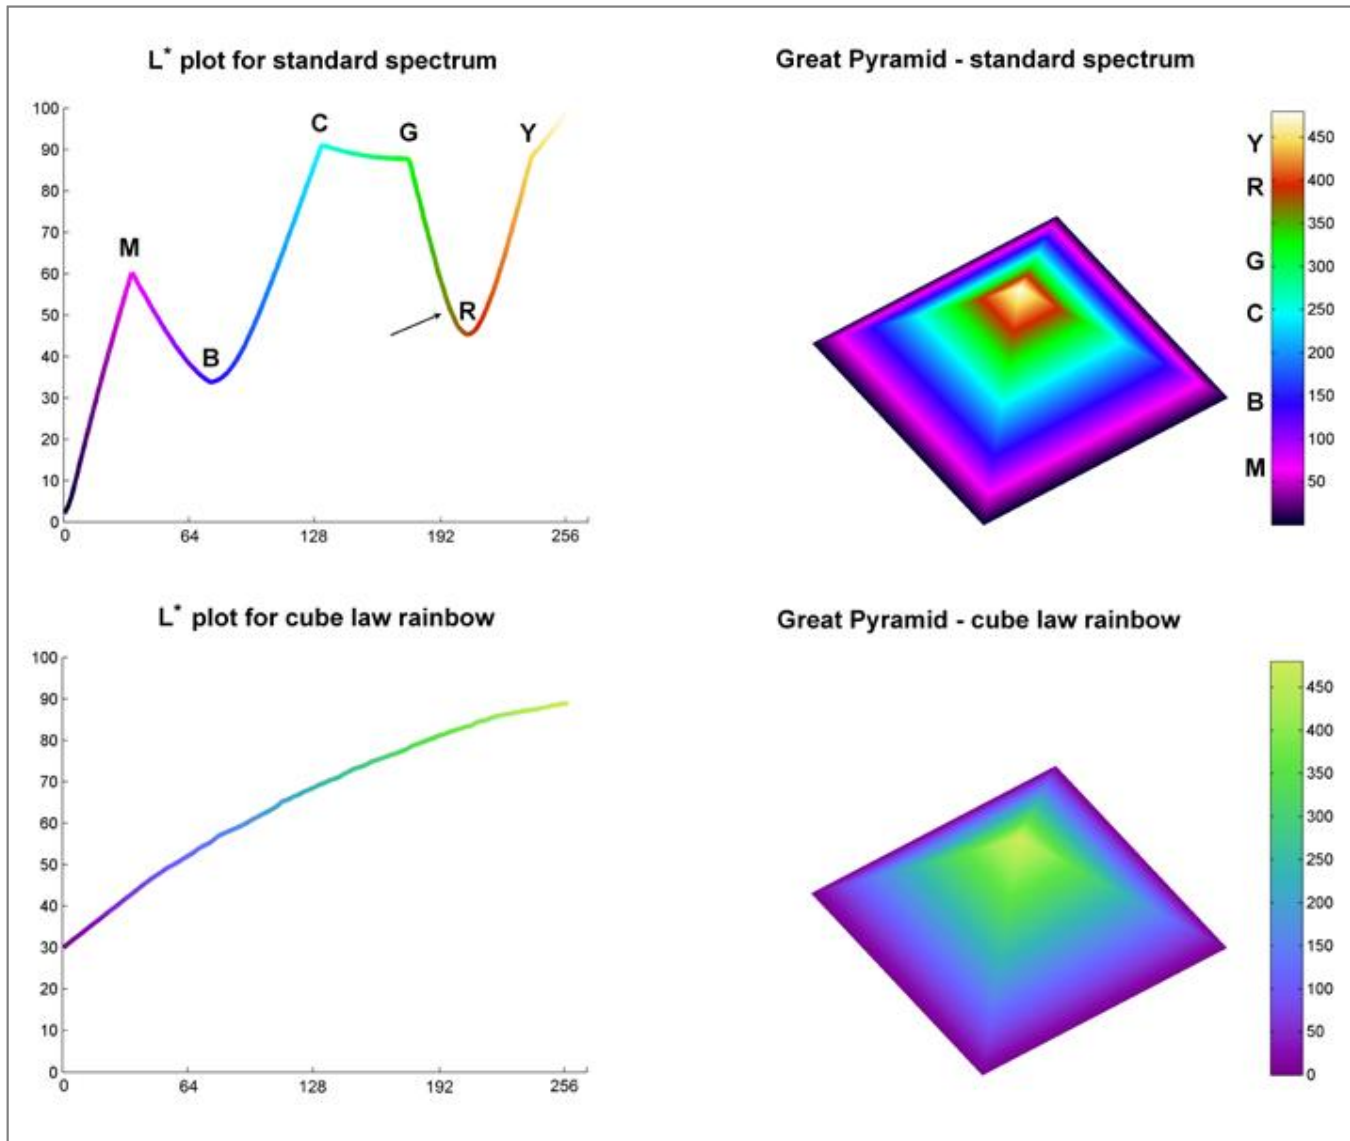 L* plot for standard spectrum
100
90
80
70
60
50
40
30
20
10
0
0 64 128 192 256
M
B
C
G
R
Y
Great Pyramid - standard spectrum
Y
R
G
C
B
M
450
400
350
300
250
200
150
100
50
L* plot for cube law rainbow
100
90
80
70
60
50
40
30
20
10
0
0 64 128 192 256
Great Pyramid - cube law rainbow
450
400
350
300
250
200
150
100
50
0